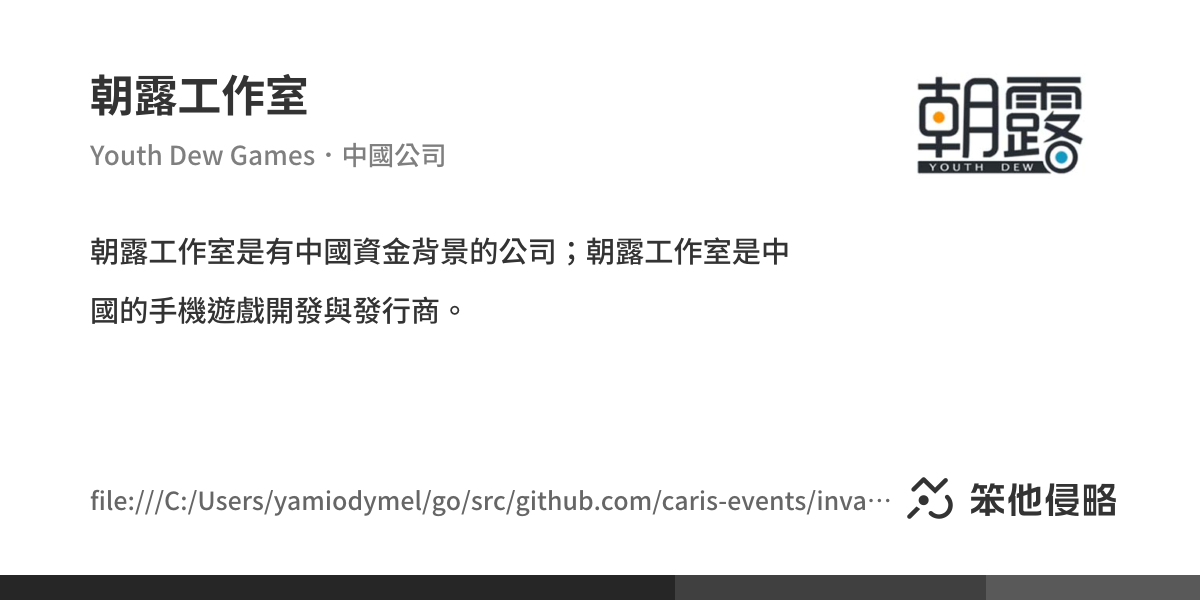 朝露工作室
Youth Dew Games・中國公司
朝露
YOUTH DEW
朝露工作室是有中國資金背景的公司；朝露工作室是中
國的手機遊戲開發與發行商。
file:///C:/Users/yamiodymel/go/src/github.com/caris-events/inva…
笨他侵略